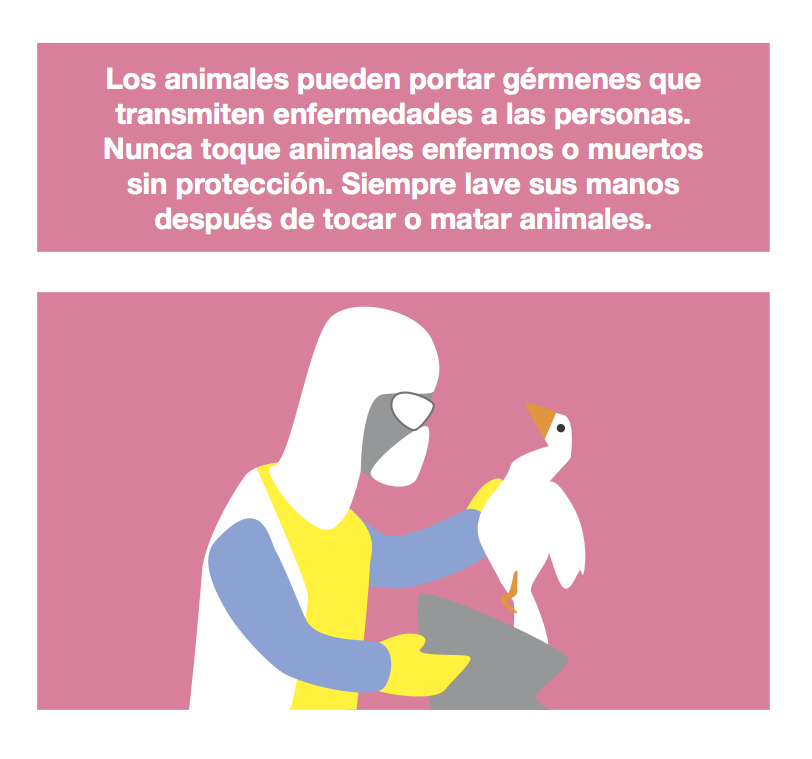 Los animales pueden portar gérmenes que
transmiten enfermedades a las personas.
Nunca toque animales enfermos o muertos
sin protección. Siempre lave sus manos
después de tocar o matar animales.